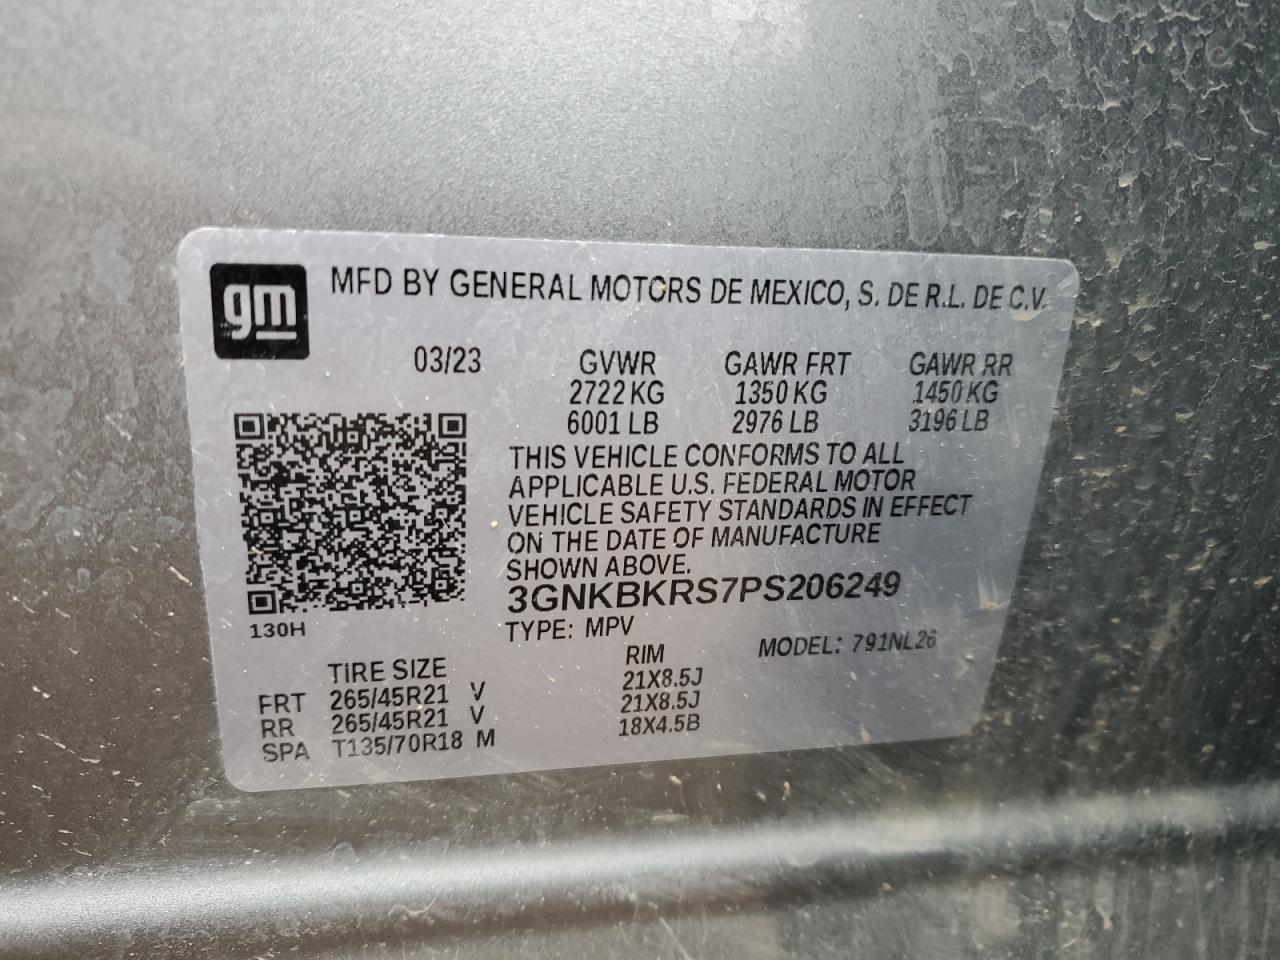 gm
MFD BY GENERAL MOTORS DE MEXICO, S. DE R.L. DE C.V.
03/23 GVWR GAWR FRT GAWR RR
2722 KG 1350 KG 1450 KG
6001 LB 2976 LB 3196 LB
THIS VEHICLE CONFORMS TO ALL
APPLICABLE U.S. FEDERAL MOTOR
VEHICLE SAFETY STANDARDS IN EFFECT
ON THE DATE OF MANUFACTURE
SHOWN ABOVE.
3GNKBKRS7PS206249
130H
TYPE: MPV MODEL: 791NL26
TIRE SIZE RIM
FRT 265/45R21 V 21X8.5J
RR 265/45R21 V 21X8.5J
SPA T135/70R18 M 18X4.5B